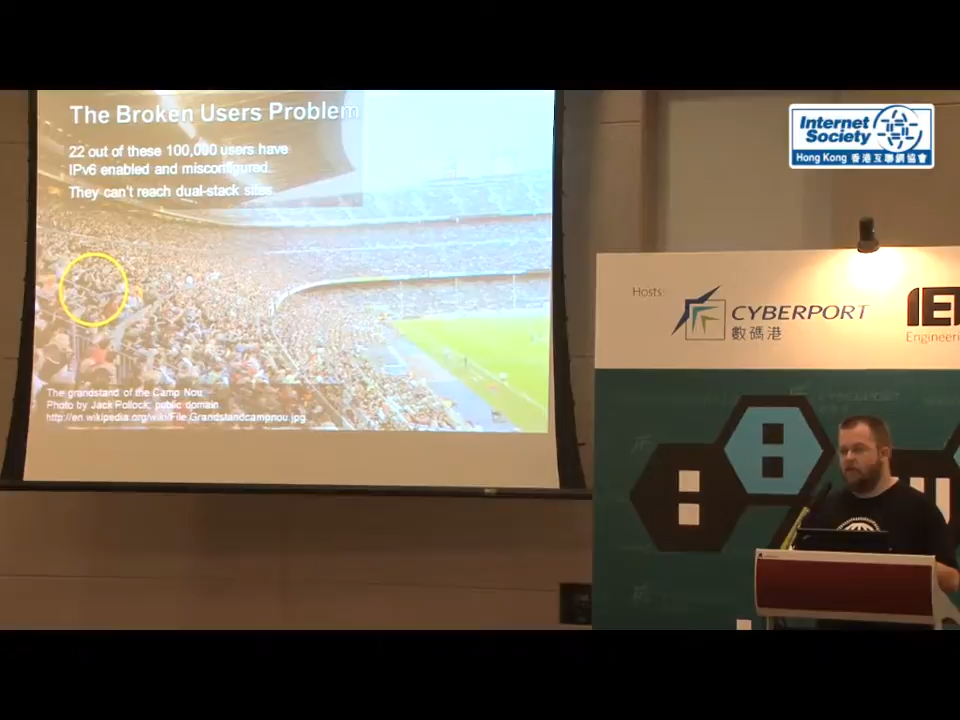 The Broken Users Problem
22 out of these 100,000 users have
IPv6 enabled and misconfigured.
They can't reach dual-stack sites.
The grandstand of the Camp Nou
Photo by Jack Pollock; public domain
http://en.wikipedia.org/wiki/File:Grandstandcampnou.jpg
Internet
Society
Hong Kong 香港互聯網協會
Hosts:
CYBERPORT
數碼港
IET
Engineeri